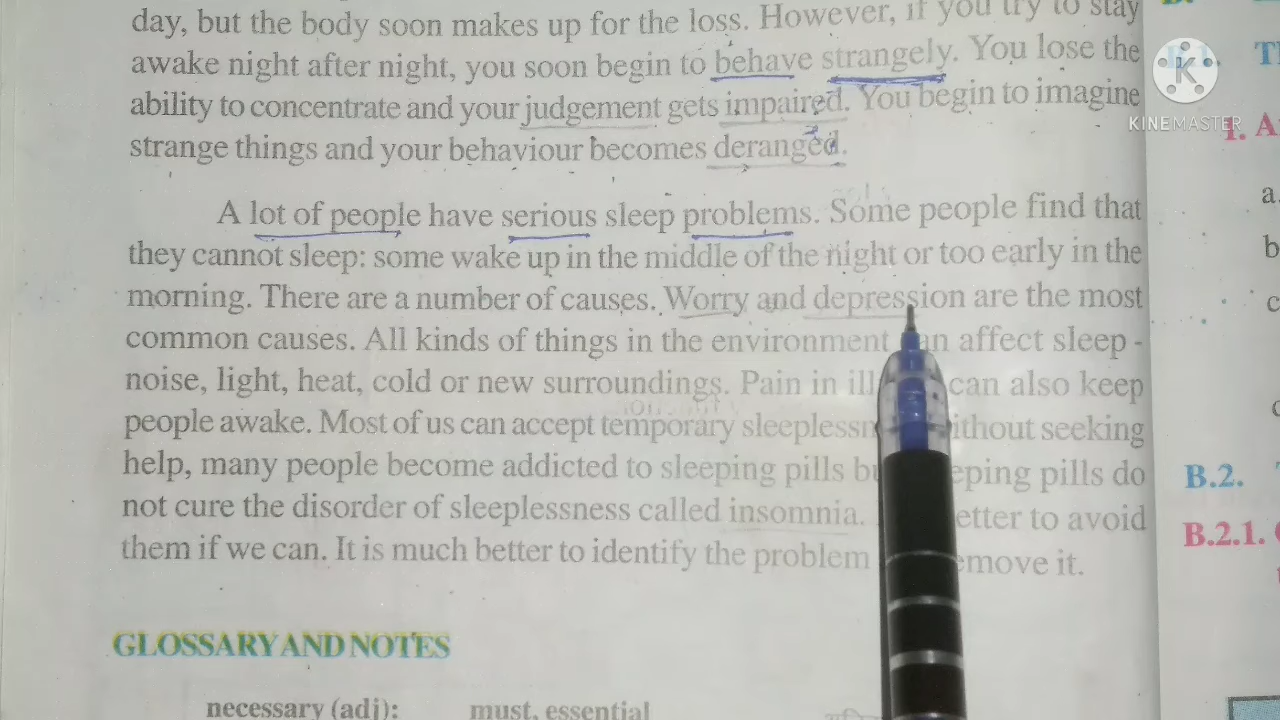 day, but the body soon makes up for the loss. However, if you try to stay
awake night after night, you soon begin to behave strangely. You lose the
ability to concentrate and your judgement gets impaired. You begin to imagine
strange things and your behaviour becomes deranged.
A lot of people have serious sleep problems. Some people find that
they cannot sleep: some wake up in the middle of the night or too early in the
morning. There are a number of causes. Worry and depression are the most
common causes. All kinds of things in the environment an affect sleep -
noise, light, heat, cold or new surroundings. Pain in ill can also keep
people awake. Most of us can accept temporary sleeplessn ithout seeking
help, many people become addicted to sleeping pills bu eping pills do
not cure the disorder of sleeplessness called insomnia. etter to avoid
them if we can. It is much better to identify the problem emove it.
GLOSSARY AND NOTES
necessary (adj): must, essential
K
KINEMASTER
1. A
a.
b
c
B.2.
B.2.1.